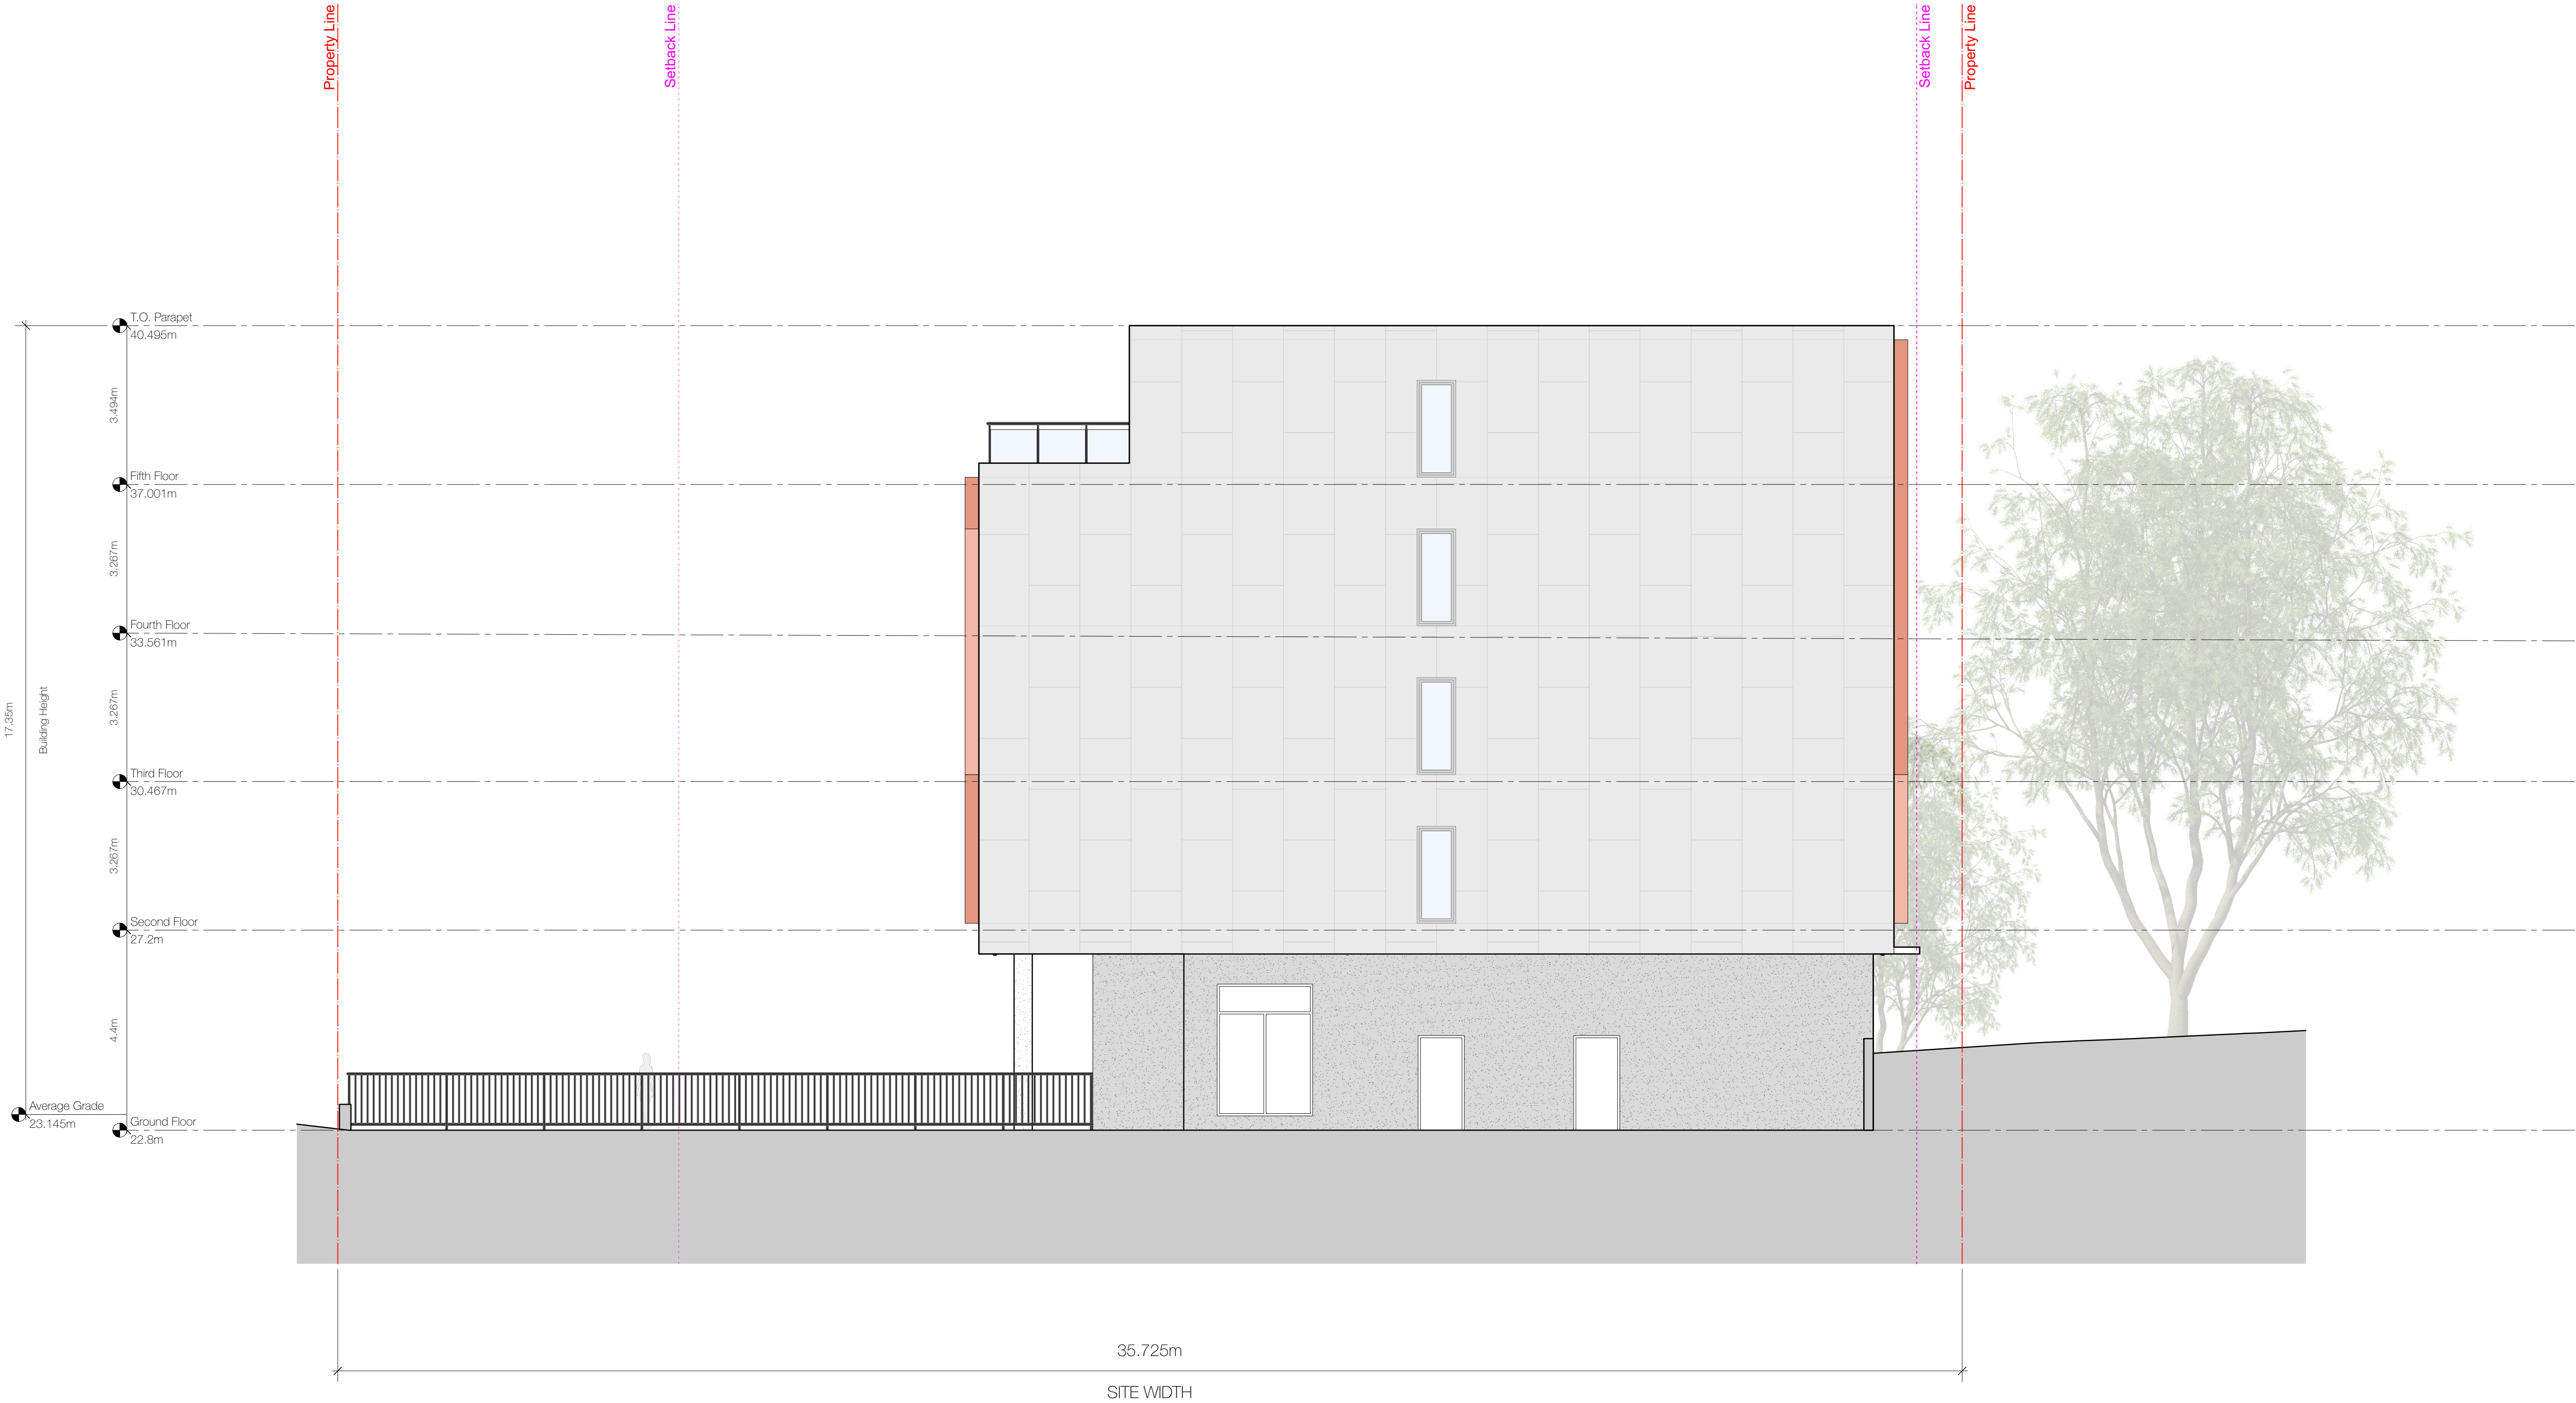 Property Line
Setback Line
Setback Line
Property Line
T.O. Parapet
40.495m
3.494m
Fifth Floor
37.001m
3.267m
Fourth Floor
33.561m
17.35m
Building Height
3.267m
Third Floor
30.467m
3.267m
Second Floor
27.2m
4.4m
Average Grade
23.145m
Ground Floor
22.8m
35.725m
SITE WIDTH